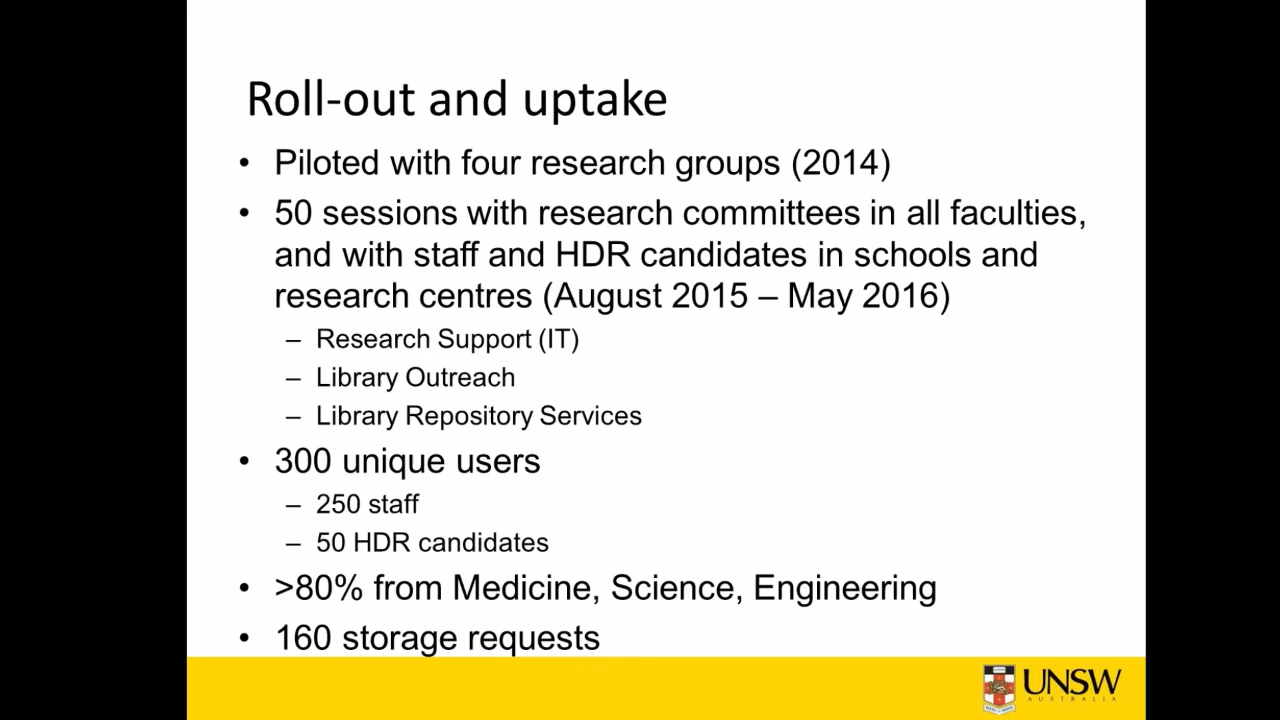 Roll-out and uptake
• Piloted with four research groups (2014)
• 50 sessions with research committees in all faculties,
and with staff and HDR candidates in schools and
research centres (August 2015 – May 2016)
– Research Support (IT)
– Library Outreach
– Library Repository Services
• 300 unique users
– 250 staff
– 50 HDR candidates
• >80% from Medicine, Science, Engineering
• 160 storage requests
UNSW
AUSTRALIA